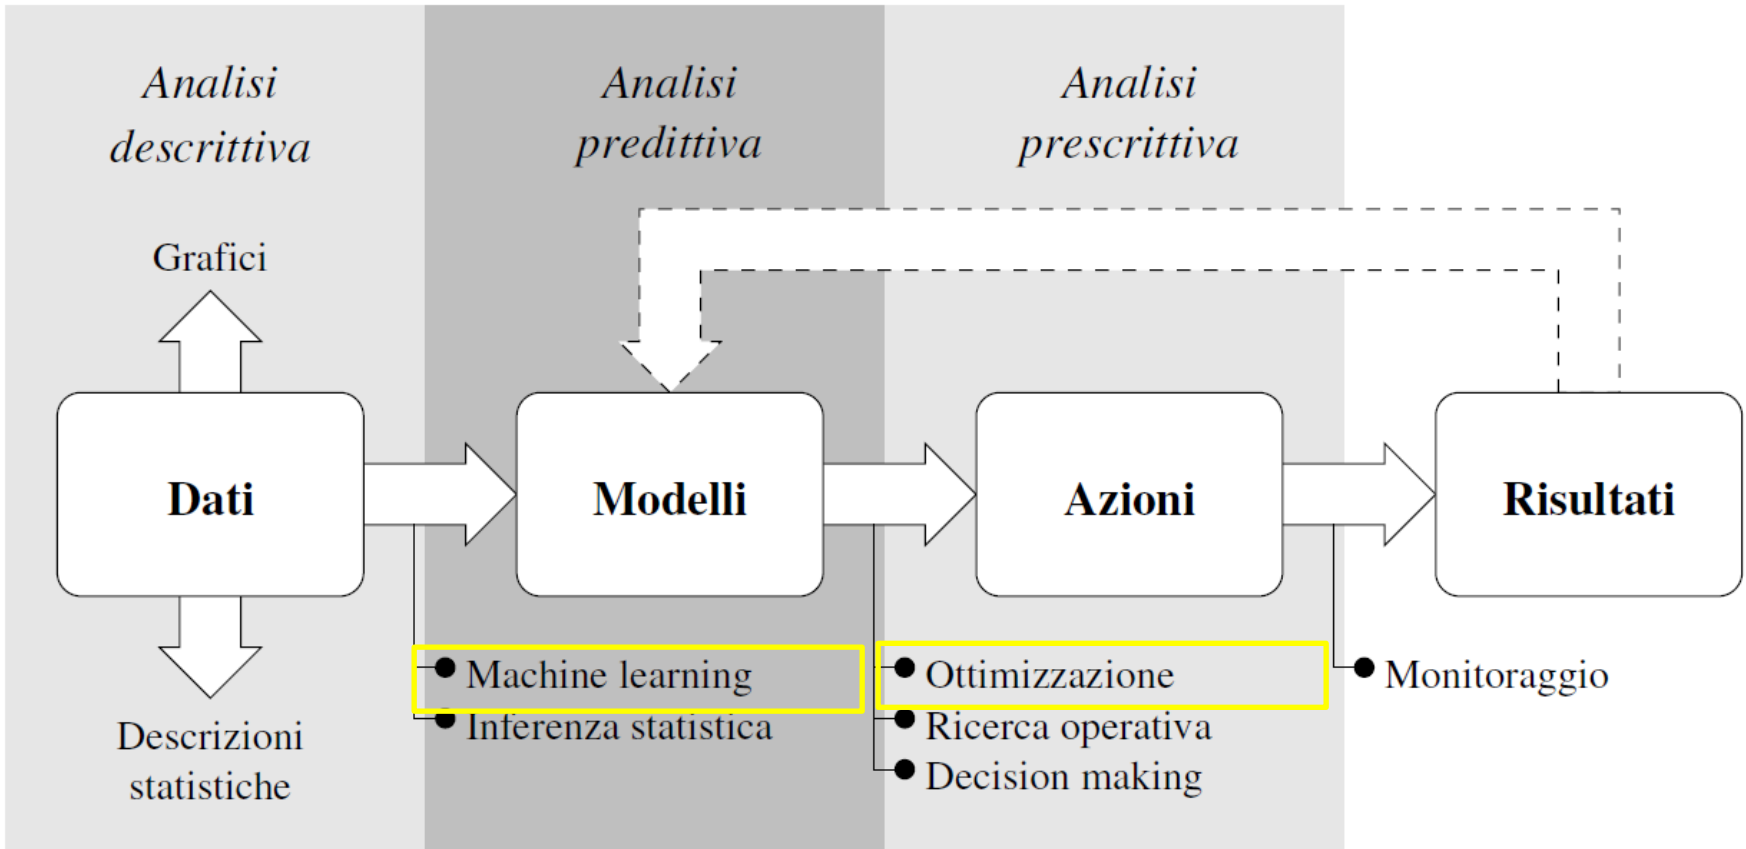 Analisi
descrittiva
Analisi
predittiva
Analisi
prescrittiva
Grafici
Dati
Modelli
Azioni
Risultati
Machine learning
Inferenza statistica
Ottimizzazione
Ricerca operativa
Decision making
Monitoraggio
Descrizioni
statistiche